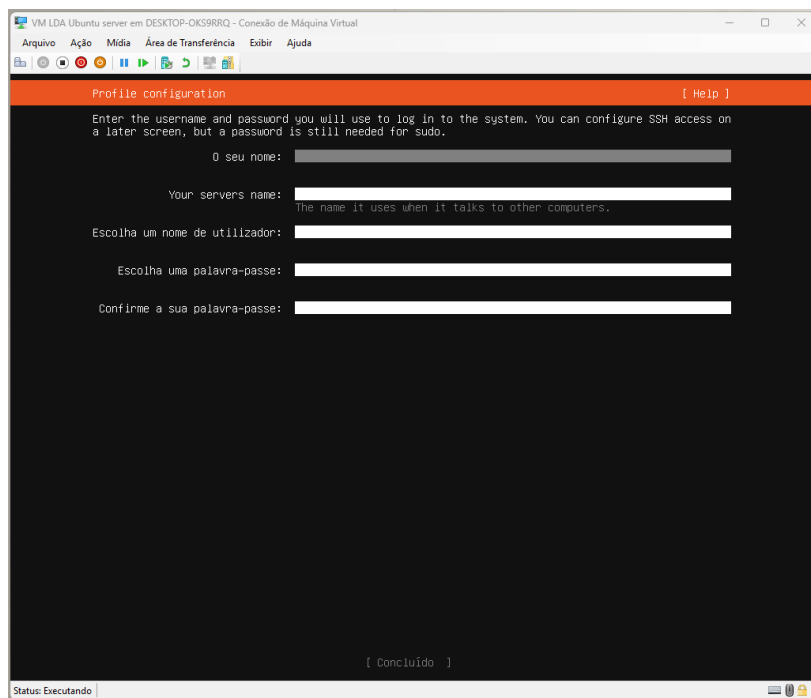 VM LDA Ubuntu server em DESKTOP-OKS9RRQ - Conexão de Máquina Virtual
Arquivo Ação Mídia Área de Transferência Exibir Ajuda
Profile configuration [ Help ]
Enter the username and password you will use to log in to the system. You can configure SSH access on
a later screen, but a password is still needed for sudo.
O seu nome:
Your servers name:
The name it uses when it talks to other computers.
Escolha um nome de utilizador:
Escolha uma palavra-passe:
Confirme a sua palavra-passe:
[ Concluído ]
Status: Executando